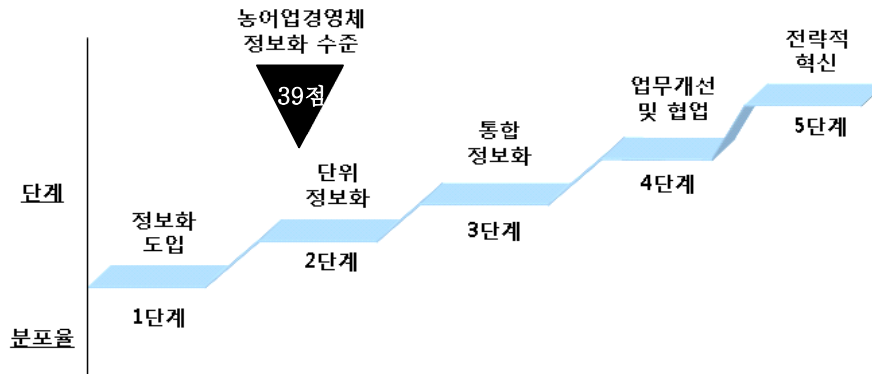 농어업경영체
정보화 수준
39점
전략적
혁신
업무개선
및 협업
5단계
통합
정보화
4단계
단위
정보화
3단계
단계
정보화
도입
2단계
1단계
분포율